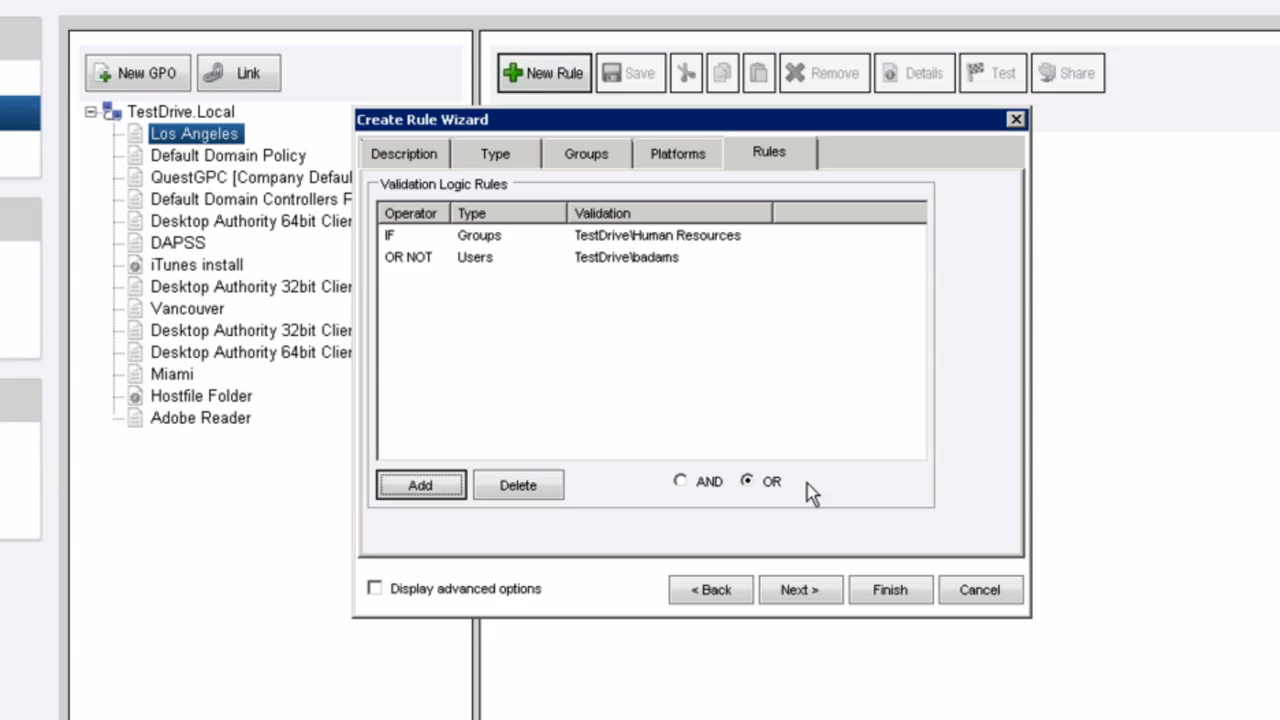 New GPO
Link
New Rule
Save
Remove
Details
Test
Share
TestDrive.Local
Los Angeles
Default Domain Policy
QuestGPC [Company Defaul
Default Domain Controllers F
Desktop Authority 64bit Clier
DAPSS
iTunes install
Desktop Authority 32bit Clier
Vancouver
Desktop Authority 32bit Clier
Desktop Authority 64bit Clier
Miami
Hostfile Folder
Adobe Reader
Create Rule Wizard
Description
Type
Groups
Platforms
Rules
Validation Logic Rules
Operator Type Validation
IF Groups TestDrive\Human Resources
OR NOT Users TestDrive\badams
Add
Delete
AND
OR
Display advanced options
< Back
Next >
Finish
Cancel